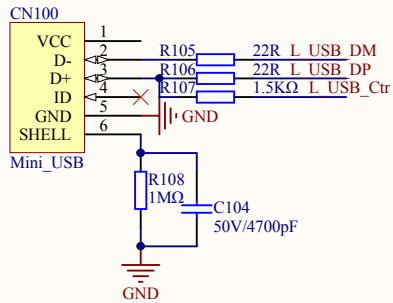 CN100
VCC 1
D- 2 R105 22R L_USB_DM
D+ 3 R106 22R L_USB_DP
ID 4 R107 1.5KΩ L_USB_Ctr
GND 5 GND
SHELL 6
Mini_USB
R108
1MΩ
C104
50V/4700pF
GND